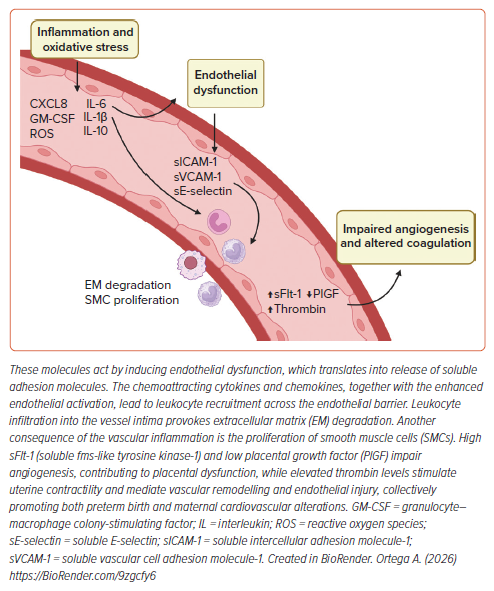 Inflammation and
oxidative stress
Endothelial
dysfunction
CXCL8 IL-6
GM-CSF IL-1β
ROS IL-10
sICAM-1
sVCAM-1
sE-selectin
Impaired angiogenesis
and altered coagulation
EM degradation
SMC proliferation
⬆sFlt-1 ⬇PlGF
⬆Thrombin
These molecules act by inducing endothelial dysfunction, which translates into release of soluble
adhesion molecules. The chemoattracting cytokines and chemokines, together with the enhanced
endothelial activation, lead to leukocyte recruitment across the endothelial barrier. Leukocyte
infiltration into the vessel intima provokes extracellular matrix (EM) degradation. Another
consequence of the vascular inflammation is the proliferation of smooth muscle cells (SMCs). High
sFlt-1 (soluble fms-like tyrosine kinase-1) and low placental growth factor (PlGF) impair
angiogenesis, contributing to placental dysfunction, while elevated thrombin levels stimulate
uterine contractility and mediate vascular remodelling and endothelial injury, collectively
promoting both preterm birth and maternal cardiovascular alterations. GM-CSF = granulocyte–
macrophage colony-stimulating factor; IL = interleukin; ROS = reactive oxygen species;
sE-selectin = soluble E-selectin; sICAM-1 = soluble intercellular adhesion molecule-1;
sVCAM-1 = soluble vascular cell adhesion molecule-1. Created in BioRender. Ortega A. (2026)
https://BioRender.com/9zgcfy6